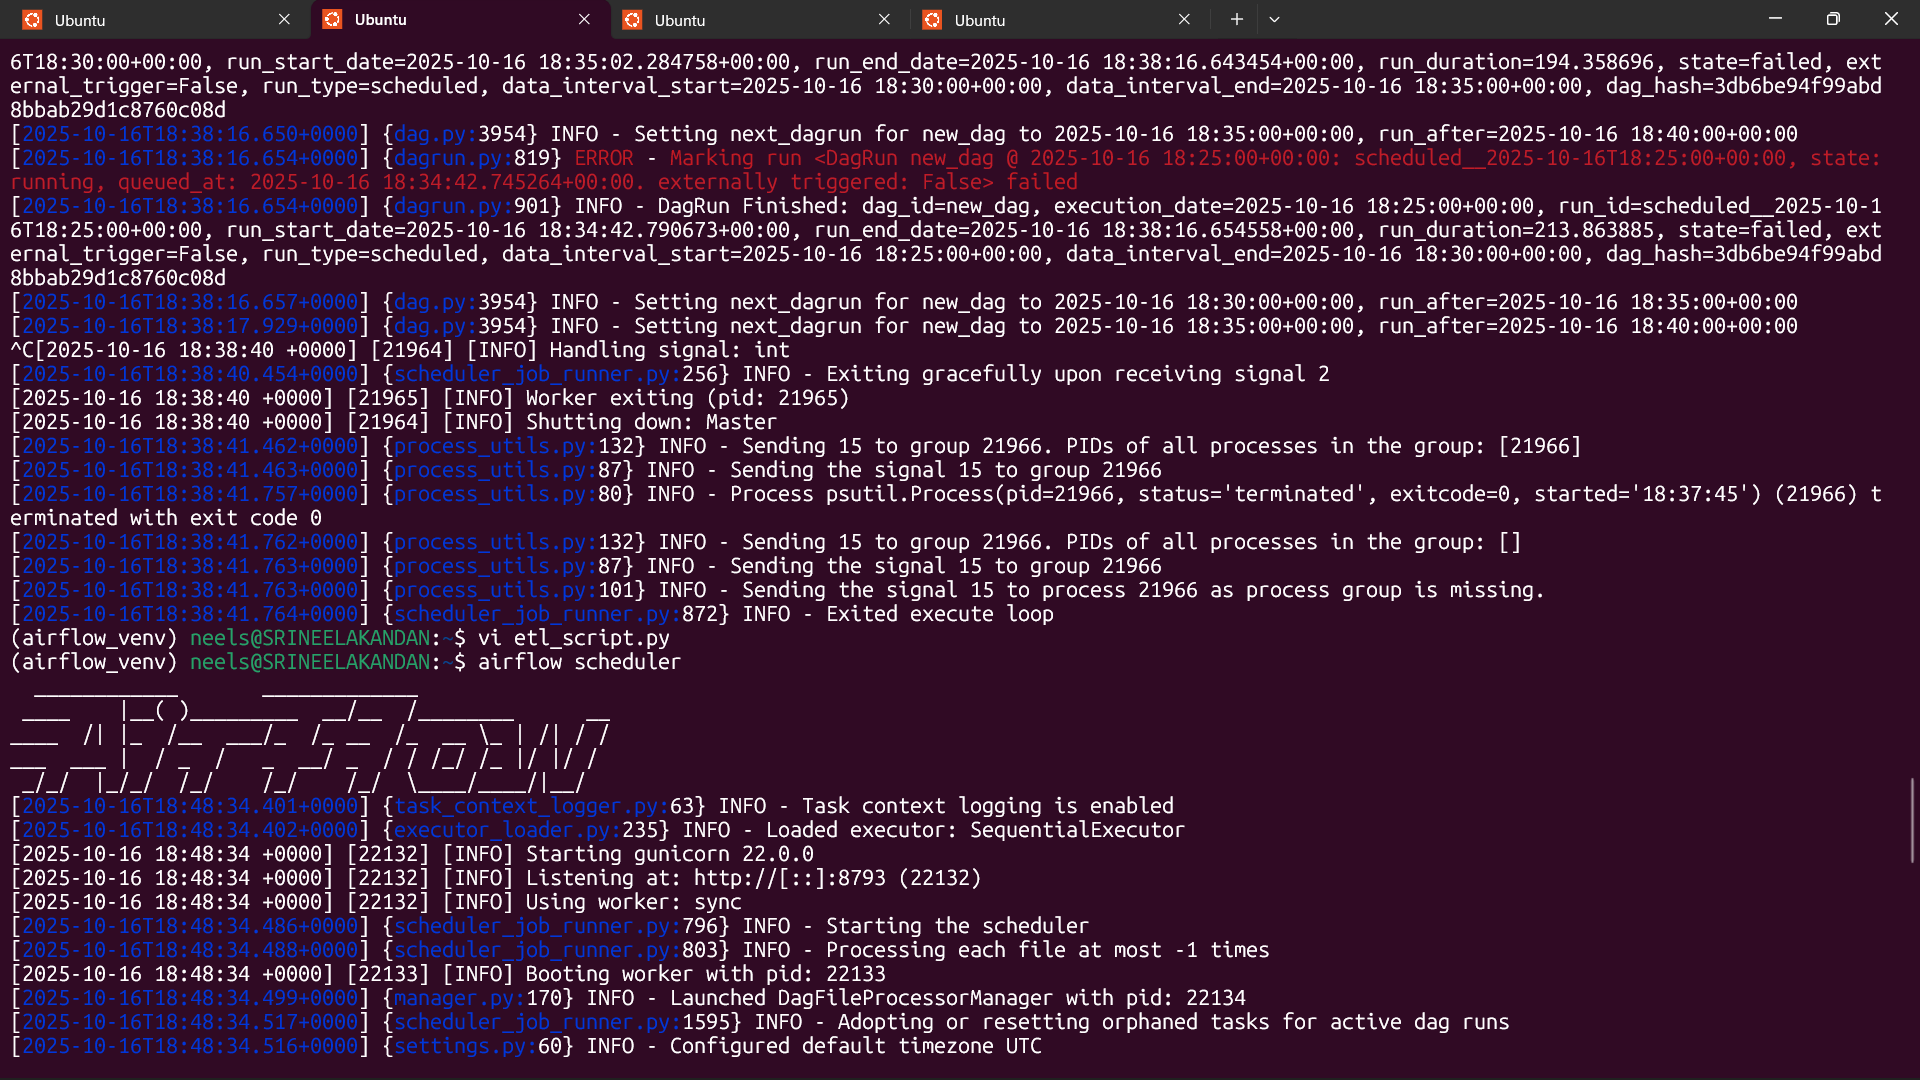 Ubuntu
Ubuntu
Ubuntu
Ubuntu
6T18:30:00+00:00, run_start_date=2025-10-16 18:35:02.284758+00:00, run_end_date=2025-10-16 18:38:16.643454+00:00, run_duration=194.358696, state=failed, ext
ernal_trigger=False, run_type=scheduled, data_interval_start=2025-10-16 18:30:00+00:00, data_interval_end=2025-10-16 18:35:00+00:00, dag_hash=3db6be94f99abd
8bbab29d1c8760c08d
[2025-10-16T18:38:16.650+0000] {dag.py:3954} INFO - Setting next_dagrun for new_dag to 2025-10-16 18:35:00+00:00, run_after=2025-10-16 18:40:00+00:00
[2025-10-16T18:38:16.654+0000] {dagrun.py:819} ERROR - Marking run <DagRun new_dag @ 2025-10-16 18:25:00+00:00: scheduled__2025-10-16T18:25:00+00:00, state:
running, queued_at: 2025-10-16 18:34:42.745264+00:00. externally triggered: False> failed
[2025-10-16T18:38:16.654+0000] {dagrun.py:901} INFO - DagRun Finished: dag_id=new_dag, execution_date=2025-10-16 18:25:00+00:00, run_id=scheduled__2025-10-1
6T18:25:00+00:00, run_start_date=2025-10-16 18:34:42.790673+00:00, run_end_date=2025-10-16 18:38:16.654558+00:00, run_duration=213.863885, state=failed, ext
ernal_trigger=False, run_type=scheduled, data_interval_start=2025-10-16 18:25:00+00:00, data_interval_end=2025-10-16 18:30:00+00:00, dag_hash=3db6be94f99abd
8bbab29d1c8760c08d
[2025-10-16T18:38:16.657+0000] {dag.py:3954} INFO - Setting next_dagrun for new_dag to 2025-10-16 18:30:00+00:00, run_after=2025-10-16 18:35:00+00:00
[2025-10-16T18:38:17.929+0000] {dag.py:3954} INFO - Setting next_dagrun for new_dag to 2025-10-16 18:35:00+00:00, run_after=2025-10-16 18:40:00+00:00
^C[2025-10-16 18:38:40 +0000] [21964] [INFO] Handling signal: int
[2025-10-16T18:38:40.454+0000] {scheduler_job_runner.py:256} INFO - Exiting gracefully upon receiving signal 2
[2025-10-16 18:38:40 +0000] [21965] [INFO] Worker exiting (pid: 21965)
[2025-10-16 18:38:40 +0000] [21964] [INFO] Shutting down: Master
[2025-10-16T18:38:41.462+0000] {process_utils.py:132} INFO - Sending 15 to group 21966. PIDs of all processes in the group: [21966]
[2025-10-16T18:38:41.463+0000] {process_utils.py:87} INFO - Sending the signal 15 to group 21966
[2025-10-16T18:38:41.757+0000] {process_utils.py:80} INFO - Process psutil.Process(pid=21966, status='terminated', exitcode=0, started='18:37:45') (21966) t
erminated with exit code 0
[2025-10-16T18:38:41.762+0000] {process_utils.py:132} INFO - Sending 15 to group 21966. PIDs of all processes in the group: []
[2025-10-16T18:38:41.763+0000] {process_utils.py:87} INFO - Sending the signal 15 to group 21966
[2025-10-16T18:38:41.763+0000] {process_utils.py:101} INFO - Sending the signal 15 to process 21966 as process group is missing.
[2025-10-16T18:38:41.764+0000] {scheduler_job_runner.py:872} INFO - Exited execute loop
(airflow_venv) neels@SRINEELAKANDAN:~$ vi etl_script.py
(airflow_venv) neels@SRINEELAKANDAN:~$ airflow scheduler
  ____________       _____________
 ____    |__( )_________  __/__  /________      __
____  /| |_  /__  ___/_  /_ __  /_  __ \_ | /| / /
___  ___ |  / _  /   _  __/ _  / / /_/ /_ |/ |/ /
 _/_/  |_/_/  /_/    /_/    /_/  \____/____/|__/
[2025-10-16T18:48:34.401+0000] {task_context_logger.py:63} INFO - Task context logging is enabled
[2025-10-16T18:48:34.402+0000] {executor_loader.py:235} INFO - Loaded executor: SequentialExecutor
[2025-10-16 18:48:34 +0000] [22132] [INFO] Starting gunicorn 22.0.0
[2025-10-16 18:48:34 +0000] [22132] [INFO] Listening at: http://[::]:8793 (22132)
[2025-10-16 18:48:34 +0000] [22132] [INFO] Using worker: sync
[2025-10-16T18:48:34.486+0000] {scheduler_job_runner.py:796} INFO - Starting the scheduler
[2025-10-16T18:48:34.488+0000] {scheduler_job_runner.py:803} INFO - Processing each file at most -1 times
[2025-10-16 18:48:34 +0000] [22133] [INFO] Booting worker with pid: 22133
[2025-10-16T18:48:34.499+0000] {manager.py:170} INFO - Launched DagFileProcessorManager with pid: 22134
[2025-10-16T18:48:34.517+0000] {scheduler_job_runner.py:1595} INFO - Adopting or resetting orphaned tasks for active dag runs
[2025-10-16T18:48:34.516+0000] {settings.py:60} INFO - Configured default timezone UTC